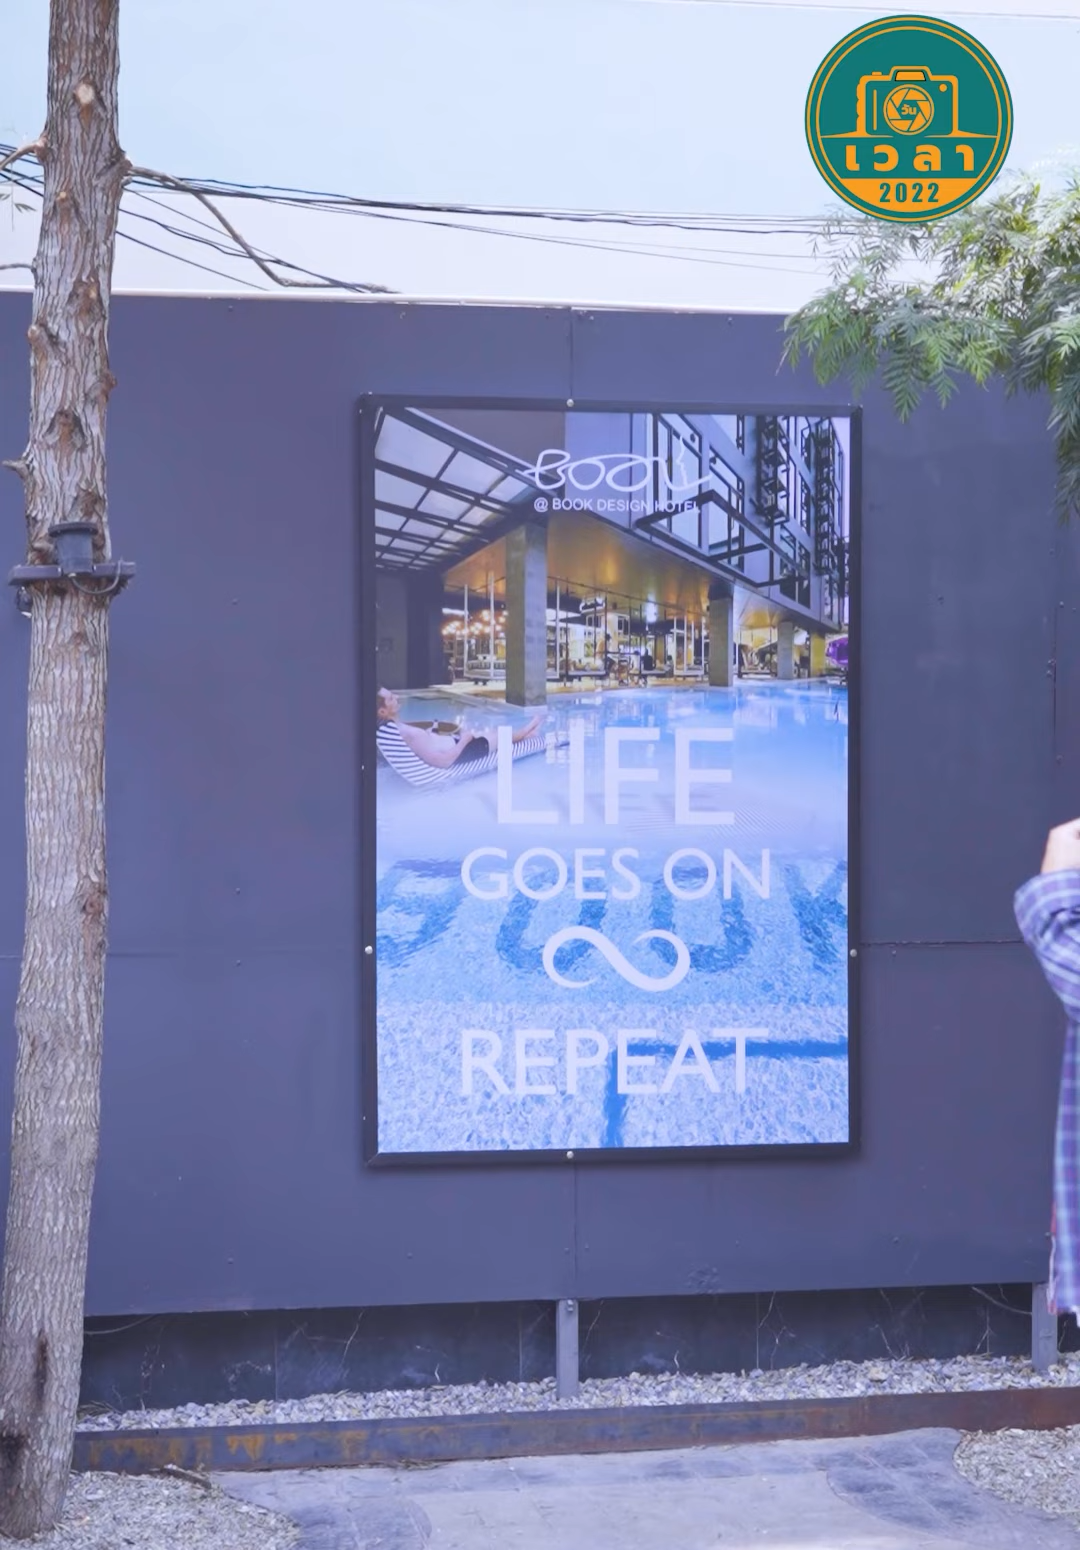 วัน
เวลา
2022
BOOK
@ BOOK DESIGN HOTEL
LIFE
GOES ON
REPEAT